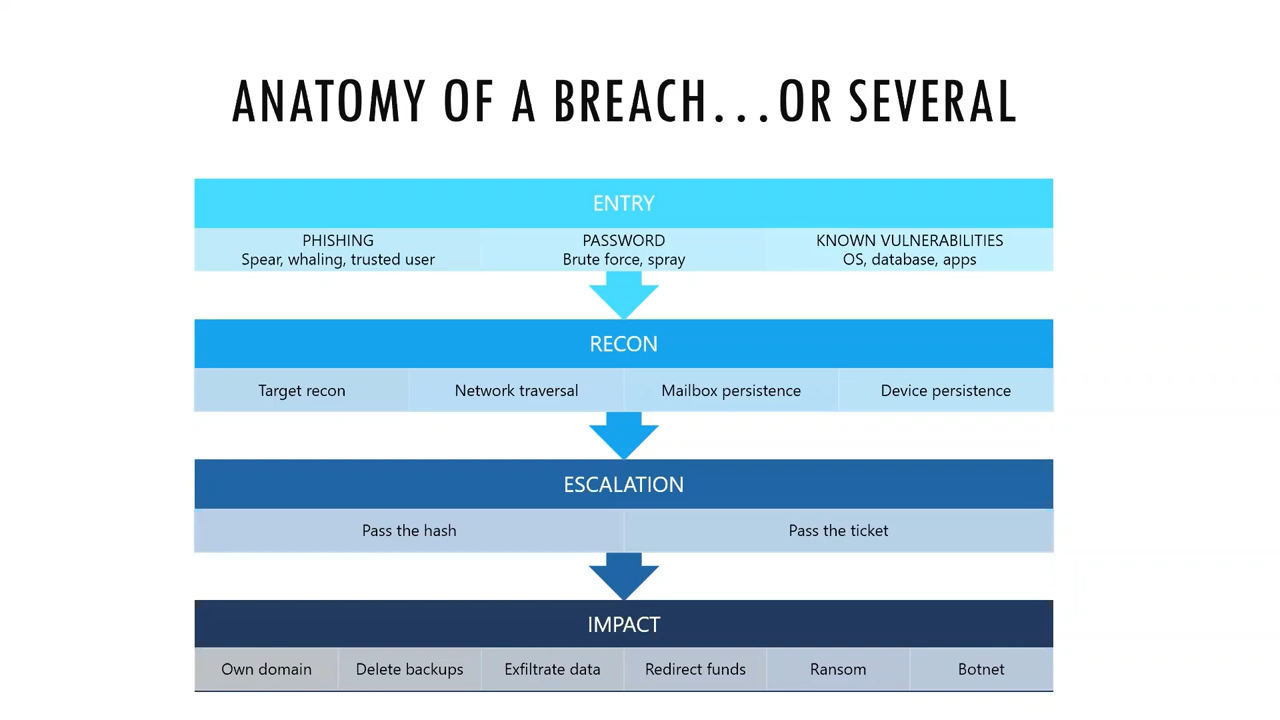 ANATOMY OF A BREACH...OR SEVERAL
ENTRY
PHISHING
Spear, whaling, trusted user
PASSWORD
Brute force, spray
KNOWN VULNERABILITIES
OS, database, apps
RECON
Target recon
Network traversal
Mailbox persistence
Device persistence
ESCALATION
Pass the hash
Pass the ticket
IMPACT
Own domain
Delete backups
Exfiltrate data
Redirect funds
Ransom
Botnet